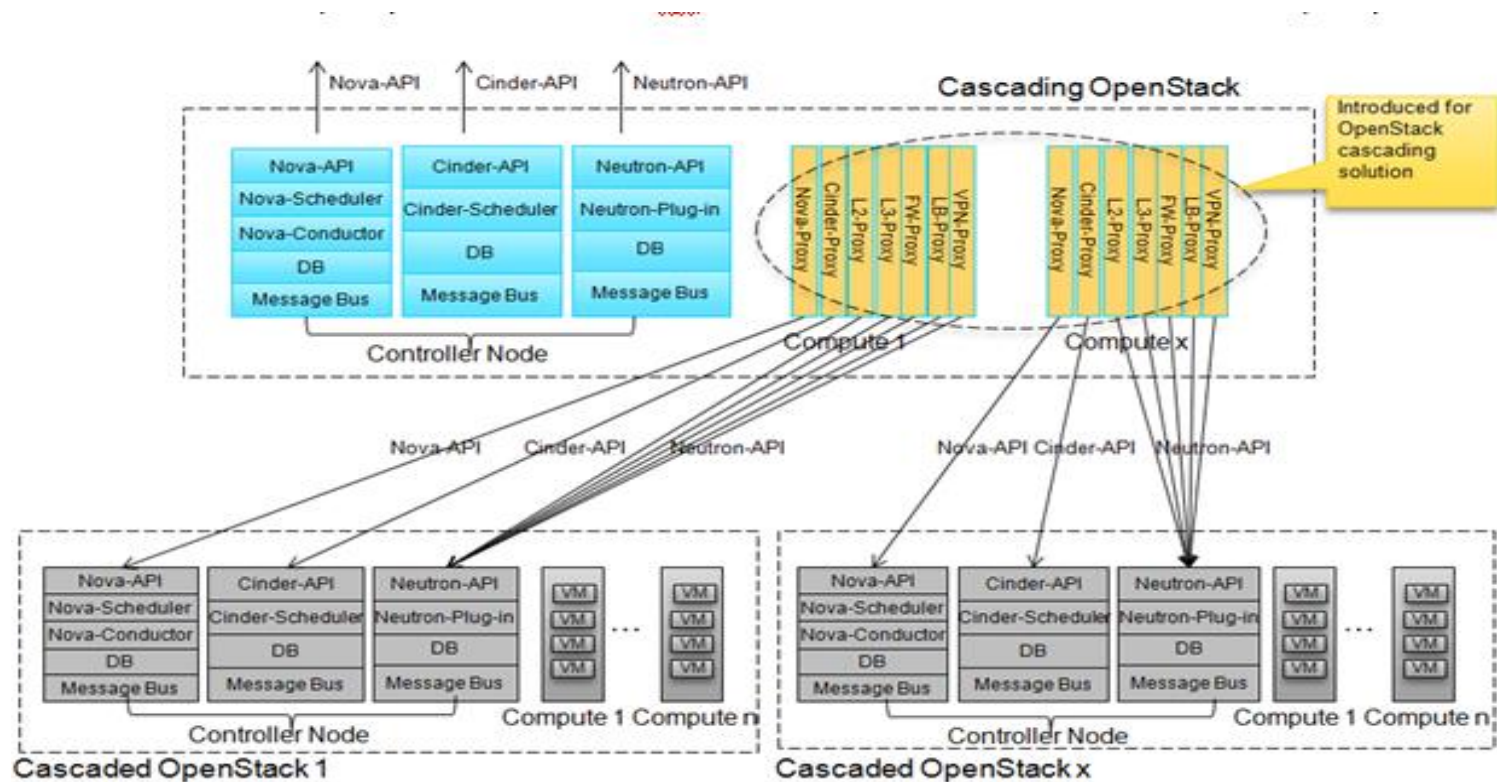 Nova-API
Cinder-API
Neutron-API
Cascading OpenStack
Introduced for
OpenStack
cascading
solution
Nova-API
Nova-Scheduler
Nova-Conductor
DB
Message Bus
Cinder-API
Cinder-Scheduler
DB
Message Bus
Neutron-API
Neutron-Plug-in
DB
Message Bus
Controller Node
Nova-Proxy
Cinder-Proxy
L2-Proxy
L3-Proxy
FW-Proxy
LB-Proxy
VPN-Proxy
Compute 1
Nova-Proxy
Cinder-Proxy
L2-Proxy
L3-Proxy
FW-Proxy
LB-Proxy
VPN-Proxy
Compute x
Nova-API
Cinder-API
Neutron-API
Nova-API
Cinder-API
Neutron-API
Nova-API
Nova-Scheduler
Nova-Conductor
DB
Message Bus
Cinder-API
Cinder-Scheduler
DB
Message Bus
Neutron-API
Neutron-Plug-in
DB
Message Bus
Controller Node
VM
VM
VM
VM
Compute 1
...
VM
VM
VM
VM
Compute n
Cascaded OpenStack 1
Nova-API
Nova-Scheduler
Nova-Conductor
DB
Message Bus
Cinder-API
Cinder-Scheduler
DB
Message Bus
Neutron-API
Neutron-Plug-in
DB
Message Bus
Controller Node
VM
VM
VM
VM
Compute 1
...
VM
VM
VM
VM
Compute n
Cascaded OpenStack x